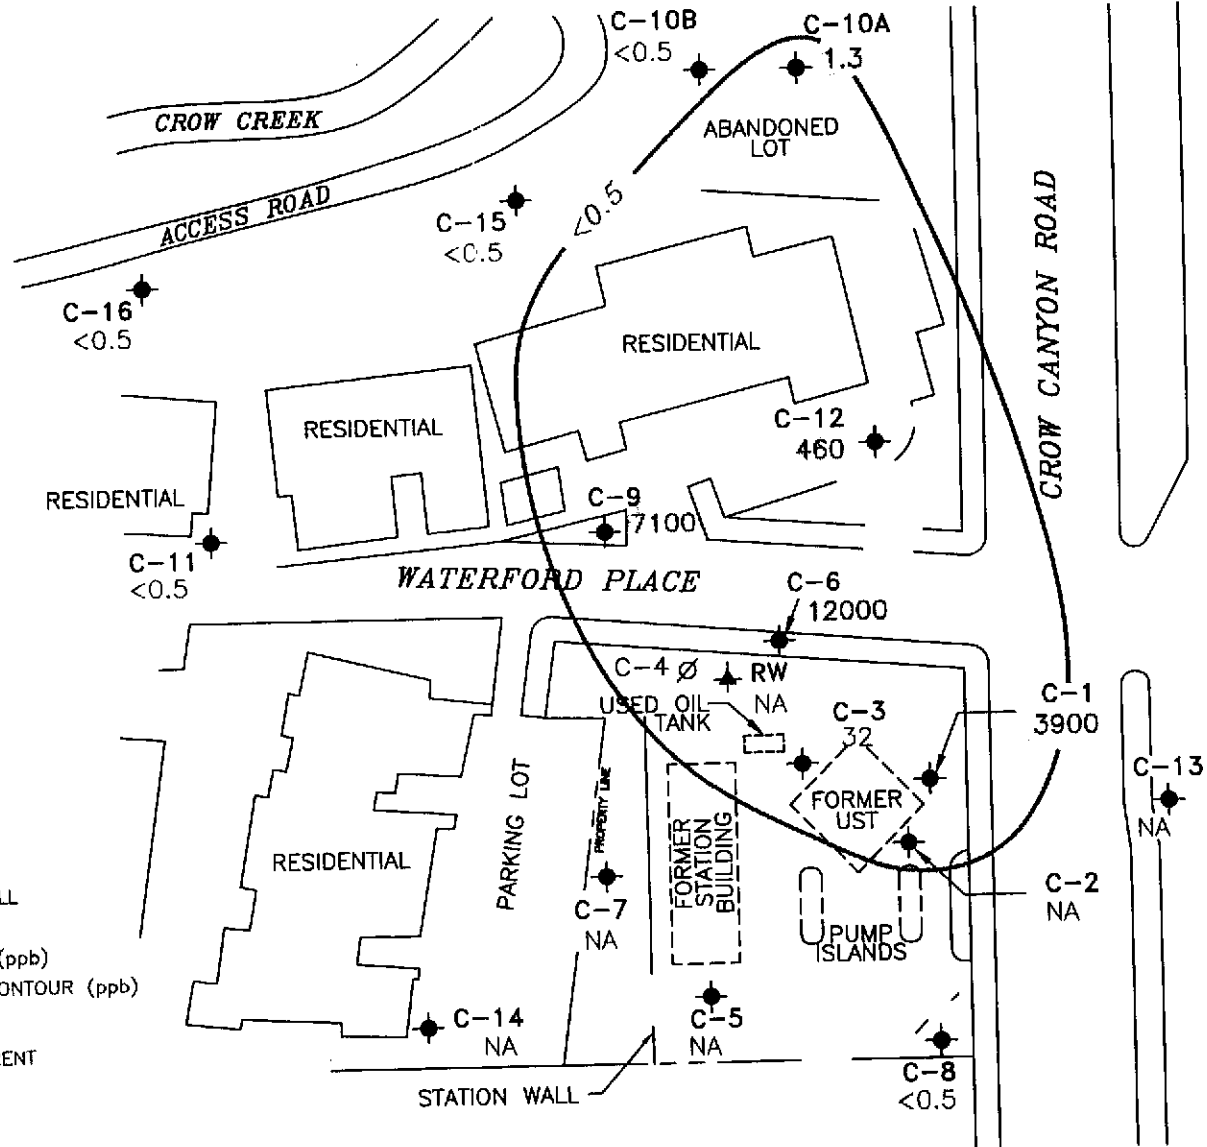 C-10B
<0.5
C-10A
1.3
CROW CREEK
ABANDONED
LOT
ACCESS ROAD
C-15
<0.5
<0.5
CROW CANYON ROAD
C-16
<0.5
RESIDENTIAL
RESIDENTIAL
C-12
460
RESIDENTIAL
C-9
7100
C-11
<0.5
WATERFORD PLACE
C-6
12000
C-4 Ø
RW
NA
USED OIL
TANK
C-3
32
C-1
3900
C-13
NA
PARKING LOT
PROPERTY LINE
FORMER
UST
RESIDENTIAL
FORMER
STATION
BUILDING
C-2
NA
C-7
NA
PUMP
ISLANDS
LL
(ppb)
ONTOUR (ppb)
ENT
C-14
NA
C-5
NA
STATION WALL
C-8
<0.5